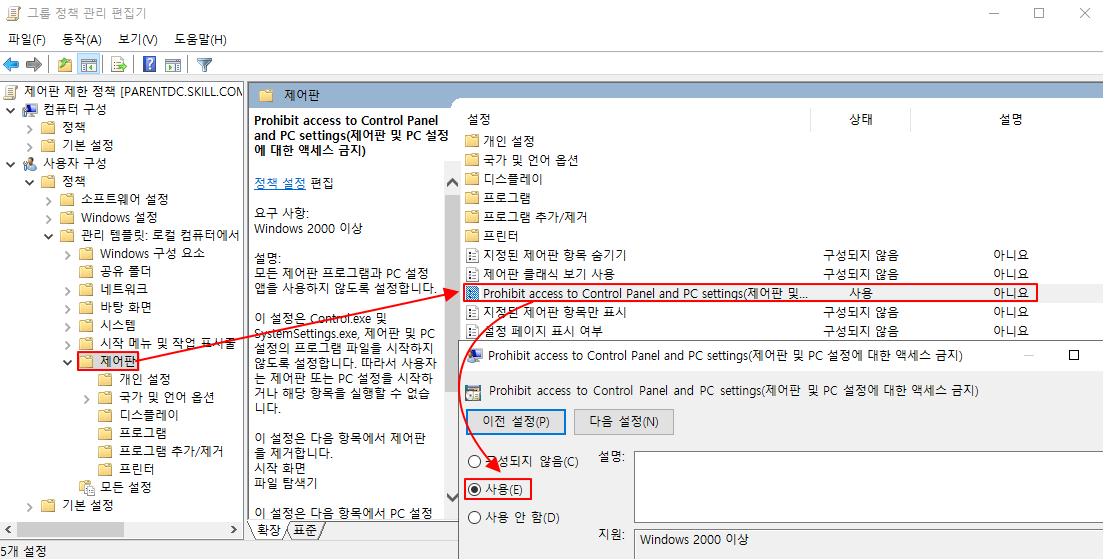 그룹 정책 관리 편집기
파일(F) 동작(A) 보기(V) 도움말(H)
제어판 제한 정책 [PARENTDC.SKILL.COM
컴퓨터 구성
정책
기본 설정
사용자 구성
정책
소프트웨어 설정
Windows 설정
관리 템플릿: 로컬 컴퓨터에서
Windows 구성 요소
공유 폴더
네트워크
바탕 화면
시스템
시작 메뉴 및 작업 표시줄
제어판
개인 설정
국가 및 언어 옵션
디스플레이
프로그램
프로그램 추가/제거
프린터
모든 설정
기본 설정
제어판
Prohibit access to Control Panel
and PC settings(제어판 및 PC 설정
에 대한 액세스 금지)
정책 설정 편집
요구 사항:
Windows 2000 이상
설명:
모든 제어판 프로그램과 PC 설정
앱을 사용하지 않도록 설정합니다.
이 설정은 Control.exe 및
SystemSettings.exe, 제어판 및 PC
설정의 프로그램 파일을 시작하지
않도록 설정합니다. 따라서 사용자
는 제어판 또는 PC 설정을 시작하
거나 해당 항목을 실행할 수 없습
니다.
이 설정은 다음 항목에서 제어판
을 제거합니다.
시작 화면
파일 탐색기
이 설정은 다음 항목에서 PC 설정
확장 표준
설정 상태 설명
개인 설정
국가 및 언어 옵션
디스플레이
프로그램
프로그램 추가/제거
프린터
지정된 제어판 항목 숨기기 구성되지 않음 아니요
제어판 클래식 보기 사용 구성되지 않음 아니요
Prohibit access to Control Panel and PC settings(제어판 및... 사용 아니요
지정된 제어판 항목만 표시 구성되지 않음 아니요
설정 페이지 표시 여부 구성되지 않음 아니요
Prohibit access to Control Panel and PC settings(제어판 및 PC 설정에 대한 액세스 금지)
Prohibit access to Control Panel and PC settings(제어판 및 PC 설정에 대한 액세스 금지)
이전 설정(P) 다음 설정(N)
구성되지 않음(C) 설명:
사용(E)
사용 안 함(D)
지원: Windows 2000 이상
5개 설정